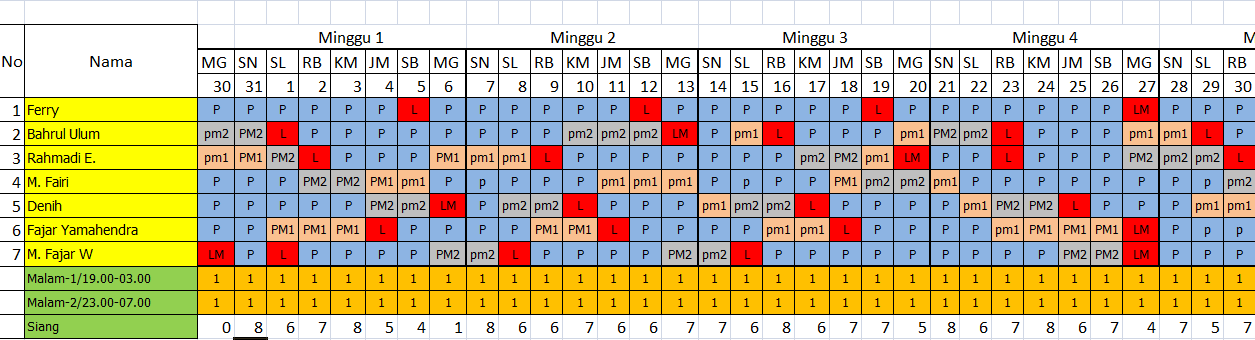 Minggu 1 Minggu 2 Minggu 3 Minggu 4 M
No Nama MG SN SL RB KM JM SB MG SN SL RB KM JM SB MG SN SL RB KM JM SB MG SN SL RB KM JM SB MG SN SL RB
30 31 1 2 3 4 5 6 7 8 9 10 11 12 13 14 15 16 17 18 19 20 21 22 23 24 25 26 27 28 29 30
1 Ferry P P P P P P L P P P P P P L P P P P P P L P P P P P P P LM P P P
2 Bahrul Ulum pm2 PM2 L P P P P P P P P pm2 pm2 pm2 LM P pm1 L P P P pm1 PM2 pm2 L P P P pm1 pm1 L P
3 Rahmadi E. pm1 PM1 PM2 L P P P PM1 pm1 pm1 L P P P P P P P pm2 PM2 pm1 LM P P L P P P PM2 pm2 pm2 L
4 M. Fairi P P P PM2 PM2 PM1 pm1 P p P P P pm1 pm1 pm1 P p P P PM1 pm2 pm2 pm1 P P P P P P P p pm2
5 Denih P P P P P PM2 pm2 LM P pm2 pm2 L P P P pm1 pm2 pm2 L P P P P pm1 PM2 PM2 L P P P pm1 pm1
6 Fajar Yamahendra P P PM1 PM1 PM1 L P P P P PM1 PM1 L P P P P pm1 pm1 L P P P P pm1 PM1 PM1 PM1 LM P p p
7 M. Fajar W LM P L P P P P PM2 pm2 L P P P P PM2 pm2 L P P P P P P P P P PM2 PM2 LM P P P
Malam-1/19.00-03.00 1 1 1 1 1 1 1 1 1 1 1 1 1 1 1 1 1 1 1 1 1 1 1 1 1 1 1 1 1 1 1 1
Malam-2/23.00-07.00 1 1 1 1 1 1 1 1 1 1 1 1 1 1 1 1 1 1 1 1 1 1 1 1 1 1 1 1 1 1 1 1
Siang 0 8 6 7 8 5 4 1 8 6 6 7 6 6 7 7 6 8 6 7 7 5 8 6 7 8 6 7 4 7 5 7